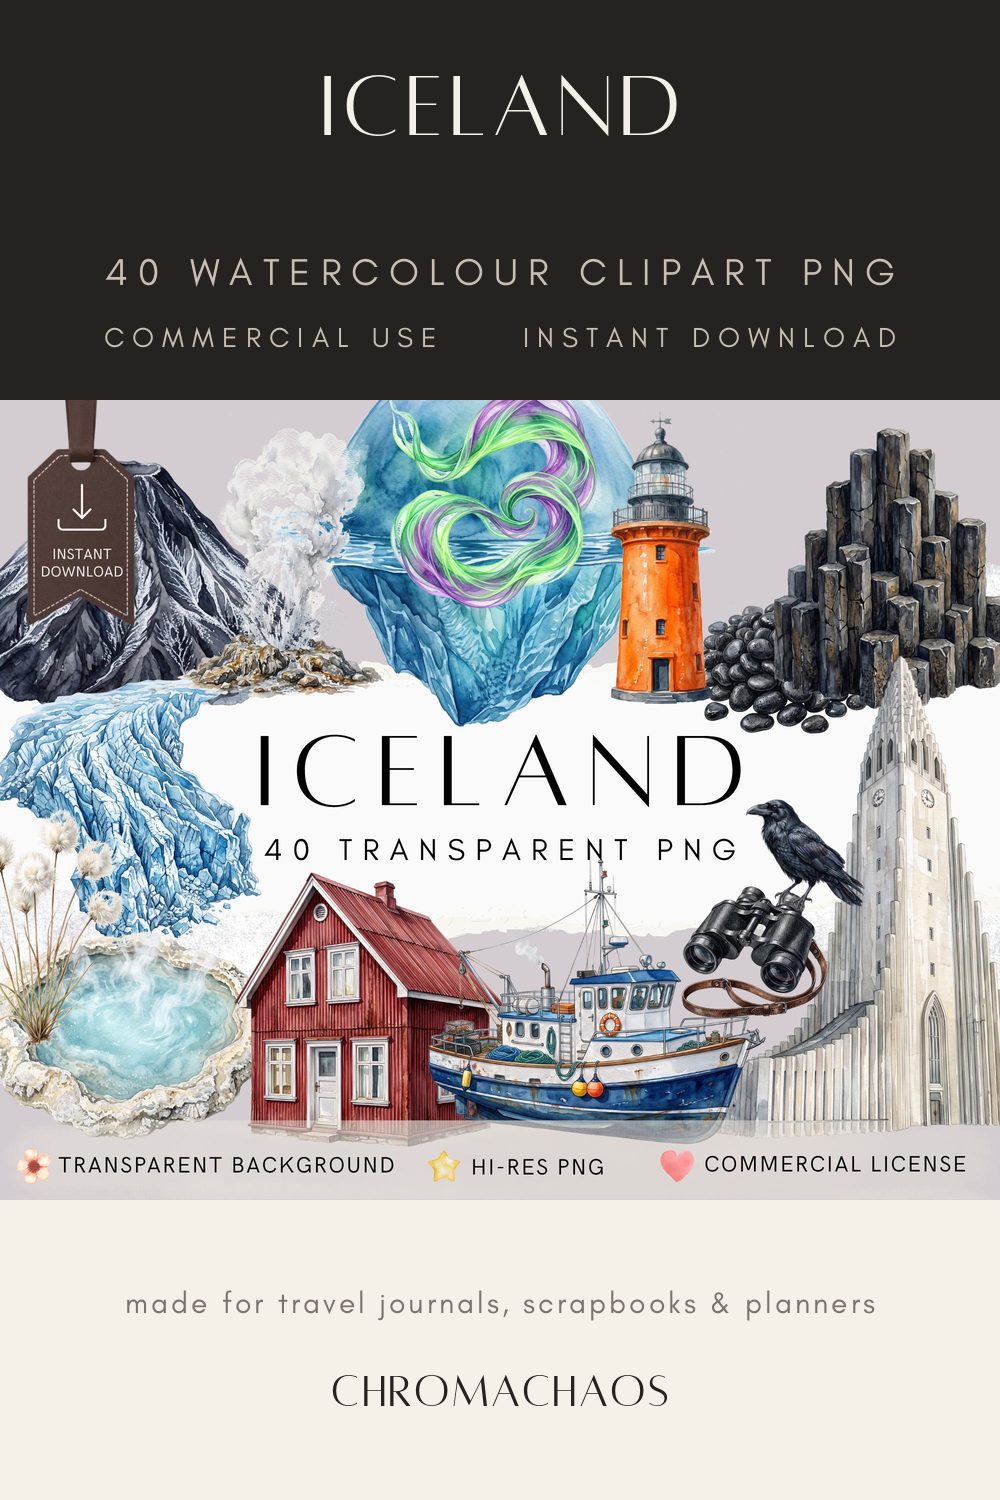 ICELAND
40 WATERCOLOUR CLIPART PNG
COMMERCIAL USE INSTANT DOWNLOAD
INSTANT
DOWNLOAD
ICELAND
40 TRANSPARENT PNG
TRANSPARENT BACKGROUND HI-RES PNG COMMERCIAL LICENSE
made for travel journals, scrapbooks & planners
CHROMACHAOS